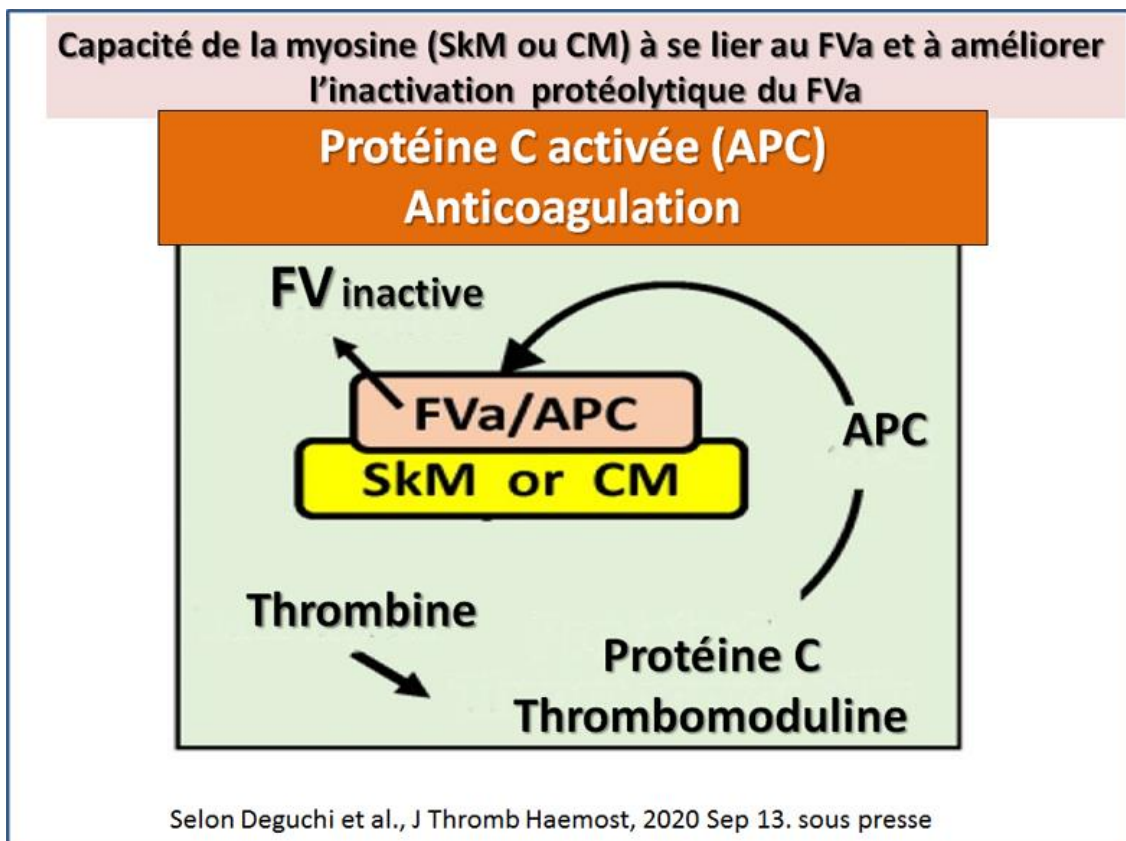 Capacité de la myosine (SkM ou CM) à se lier au FVa et à améliorer
l'inactivation protéolytique du FVa
Protéine C activée (APC)
Anticoagulation
FV inactive
FVa/APC
APC
SkM or CM
Thrombine
Protéine C
Thrombomoduline
Selon Deguchi et al., J Thromb Haemost, 2020 Sep 13. sous presse